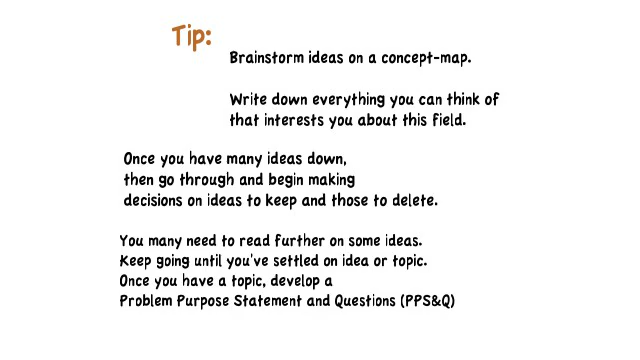 Tip:
Brainstorm ideas on a concept-map.
Write down everything you can think of
that interests you about this field.
Once you have many ideas down,
then go through and begin making
decisions on ideas to keep and those to delete.
You many need to read further on some ideas.
Keep going until you've settled on idea or topic.
Once you have a topic, develop a
Problem Purpose Statement and Questions (PPS&Q)